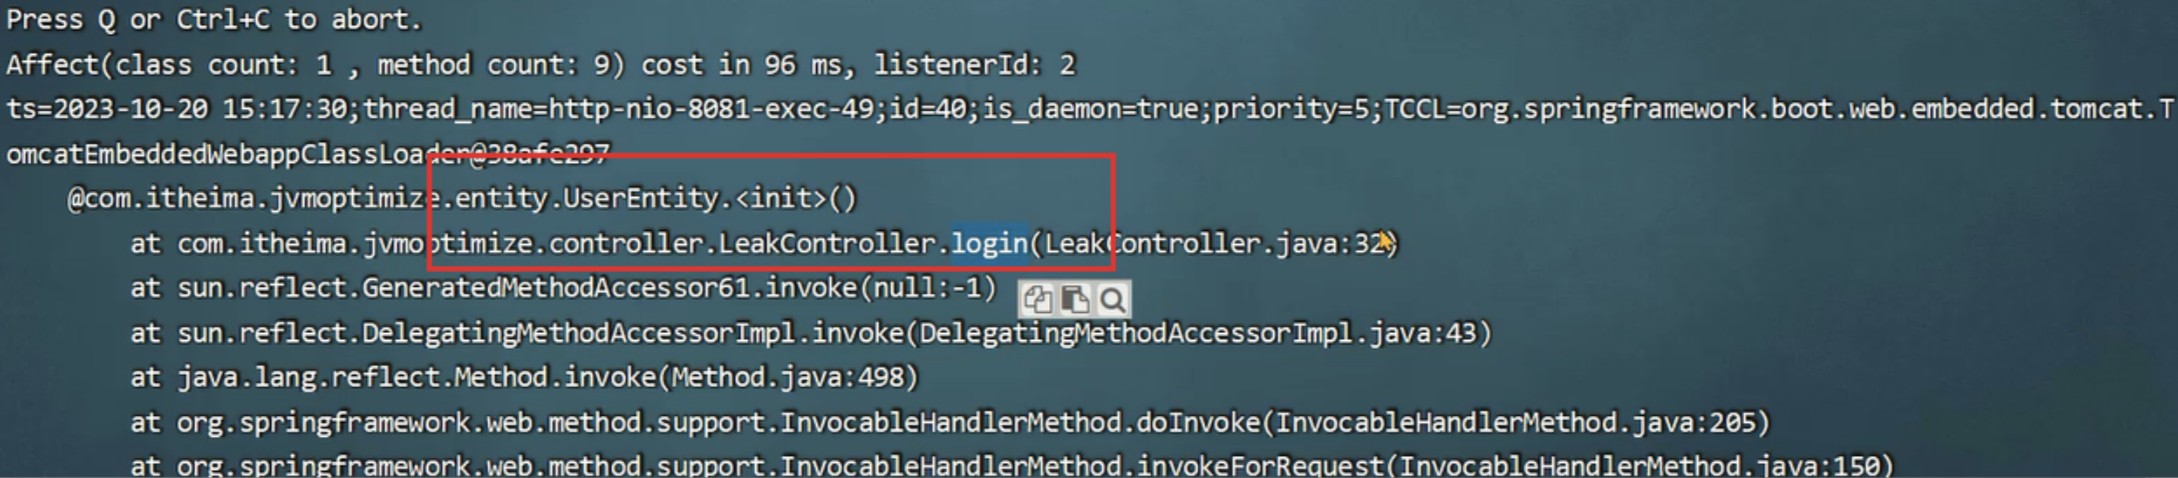 Press Q or Ctrl+C to abort.
Affect(class count: 1 , method count: 9) cost in 96 ms, listenerId: 2
ts=2023-10-20 15:17:30;thread_name=http-nio-8081-exec-49;id=40;is_daemon=true;priority=5;TCCL=org.springframework.boot.web.embedded.tomcat.T
omcatEmbeddedWebappClassLoader@38afe297
@com.itheima.jvmoptimize.entity.UserEntity.<init>()
at com.itheima.jvmoptimize.controller.LeakController.login(LeakController.java:32)
at sun.reflect.GeneratedMethodAccessor61.invoke(null:-1)
at sun.reflect.DelegatingMethodAccessorImpl.invoke(DelegatingMethodAccessorImpl.java:43)
at java.lang.reflect.Method.invoke(Method.java:498)
at org.springframework.web.method.support.InvocableHandlerMethod.doInvoke(InvocableHandlerMethod.java:205)
at org.springframework.web.method.support.InvocableHandlerMethod.invokeForRequest(InvocableHandlerMethod.java:150)